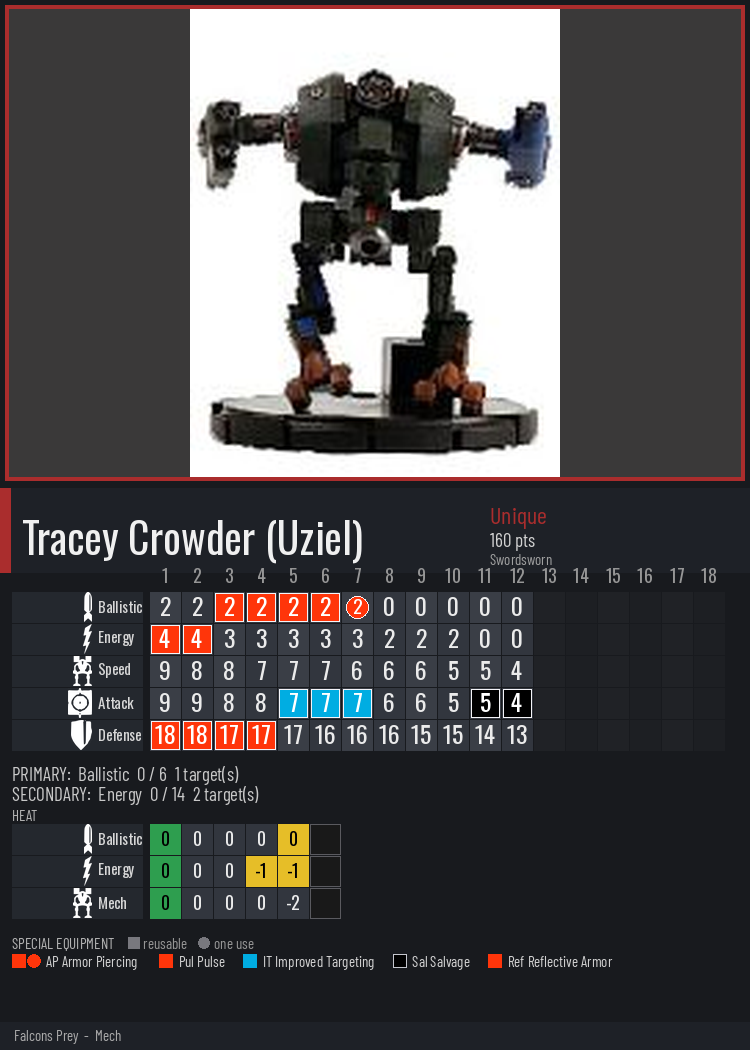 Tracey Crowder (Uziel)
Unique
160 pts
Swordsworn
1 2 3 4 5 6 7 8 9 10 11 12 13 14 15 16 17 18
Ballistic 2 2 2 2 2 2 2 0 0 0 0 0
Energy 4 4 3 3 3 3 3 2 2 2 0 0
Speed 9 8 8 7 7 7 6 6 6 5 5 4
Attack 9 9 8 8 7 7 7 6 6 5 5 4
Defense 18 18 17 17 17 16 16 16 15 15 14 13
PRIMARY: Ballistic 0 / 6 1 target(s)
SECONDARY: Energy 0 / 14 2 target(s)
HEAT
Ballistic 0 0 0 0 0
Energy 0 0 0 -1 -1
Mech 0 0 0 0 -2
SPECIAL EQUIPMENT reusable one use
AP Armor Piercing Pul Pulse IT Improved Targeting Sal Salvage Ref Reflective Armor
Falcons Prey - Mech